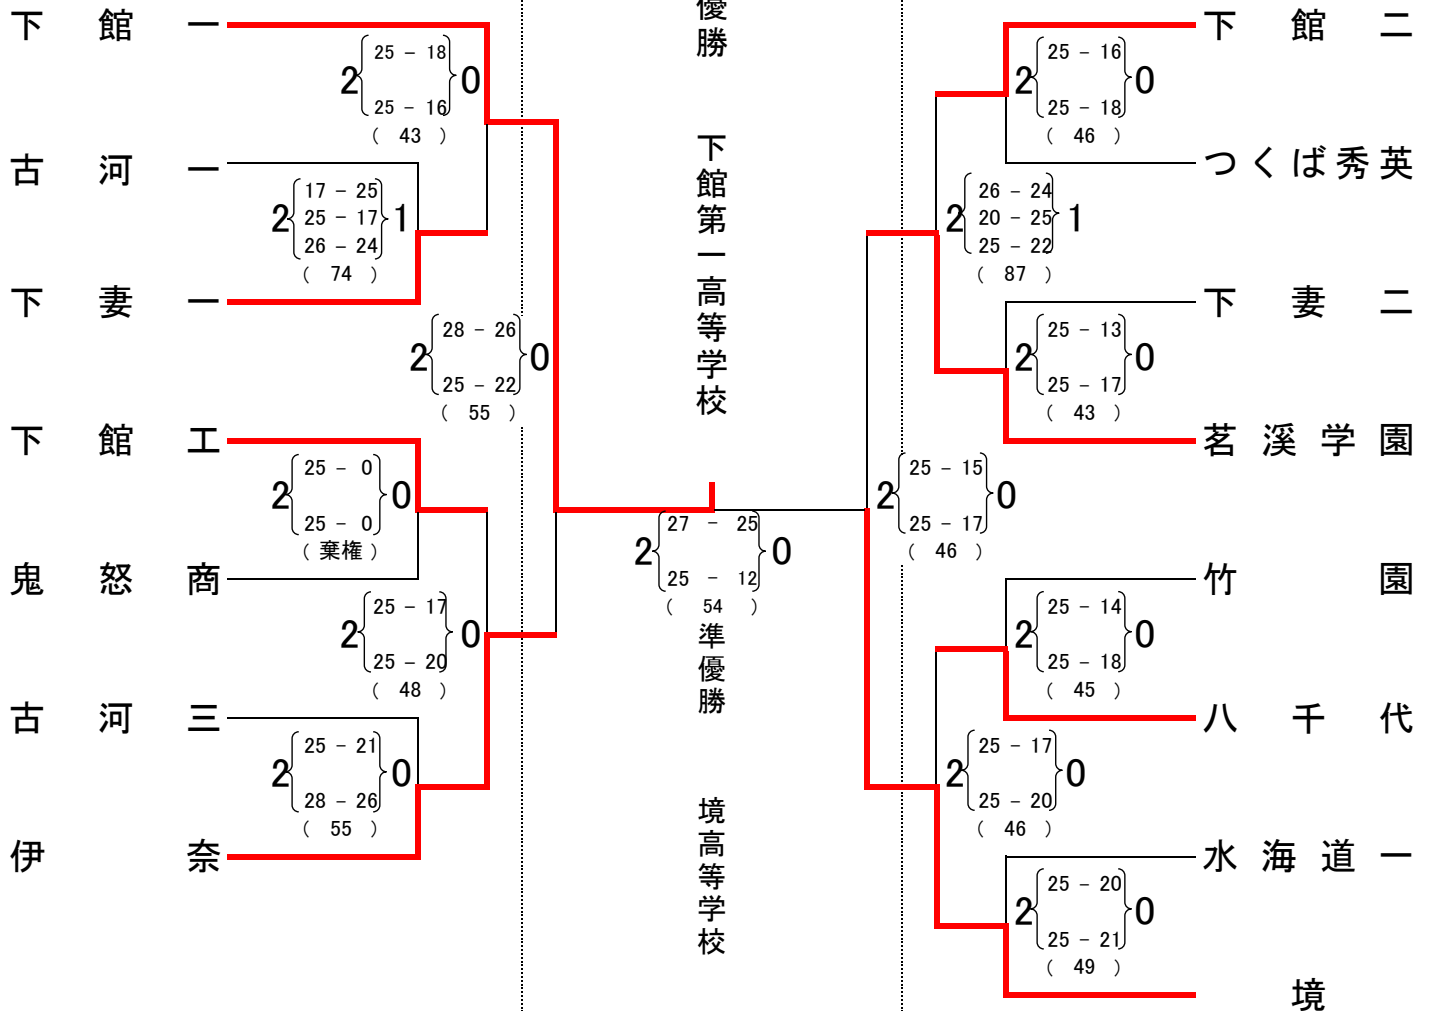 下館一
2 25 - 18 0
25 - 16
( 43 )
古河一
2 17 - 25 1
25 - 17
26 - 24
( 74 )
下妻一
2 28 - 26 0
25 - 22
( 55 )
下館工
2 25 - 0 0
25 - 0
( 棄権 )
鬼怒商
2 25 - 17 0
25 - 20
( 48 )
古河三
2 25 - 21 0
28 - 26
( 55 )
伊奈
優勝
下館第一高等学校
2 27 - 25 0
25 - 12
( 54 )
準優勝
境高等学校
下館二
2 25 - 16 0
25 - 18
( 46 )
つくば秀英
2 26 - 24 1
20 - 25
25 - 22
( 87 )
下妻二
2 25 - 13 0
25 - 17
( 43 )
茗溪学園
2 25 - 15 0
25 - 17
( 46 )
竹園
2 25 - 14 0
25 - 18
( 45 )
八千代
2 25 - 17 0
25 - 20
( 46 )
水海道一
2 25 - 20 0
25 - 21
( 49 )
境